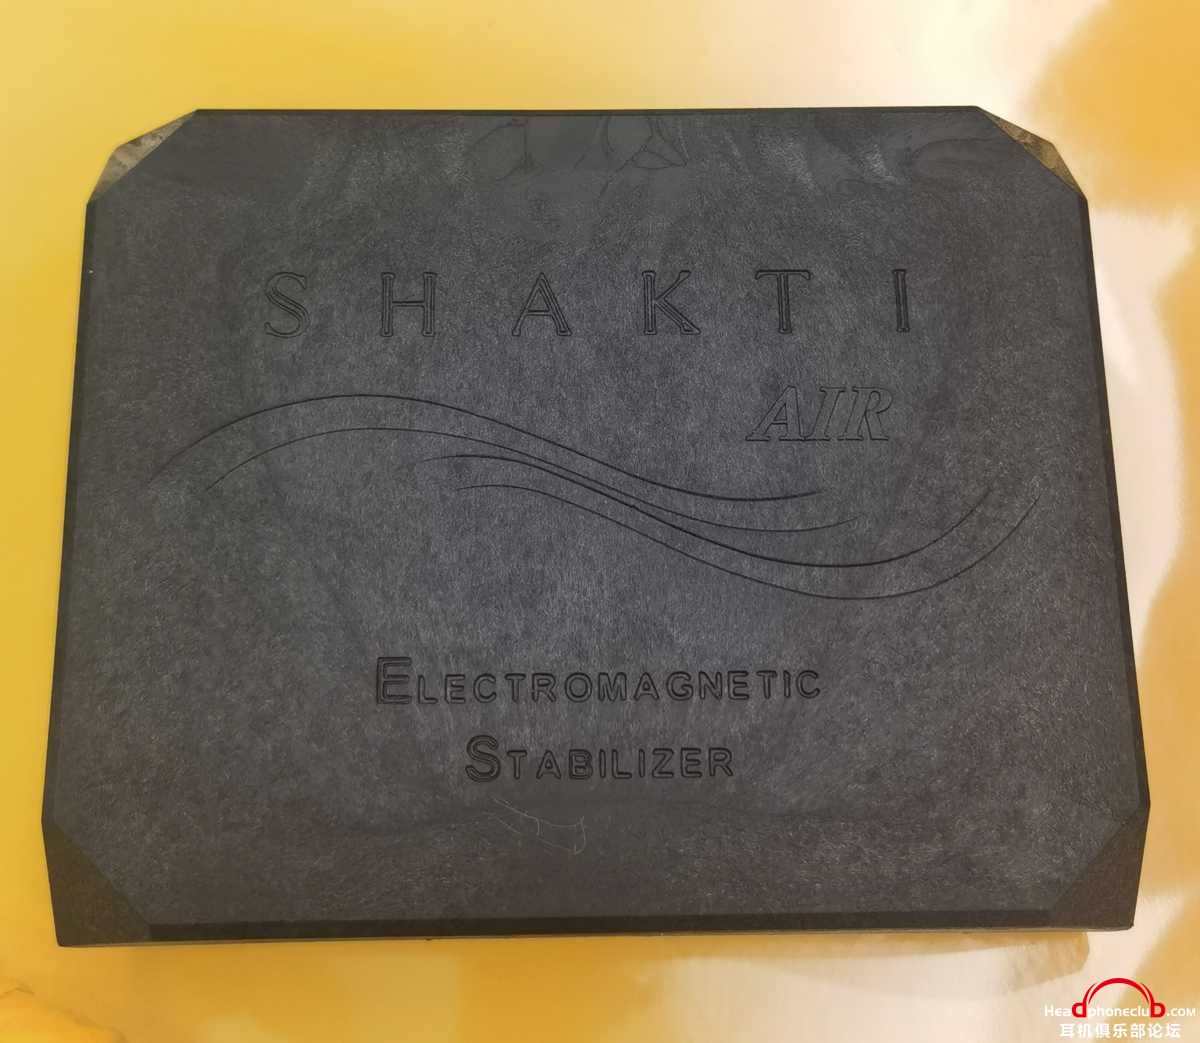 SHAKTI
AIR
ELECTROMAGNETIC
STABILIZER
Headphoneclub.com
耳机俱乐部论坛